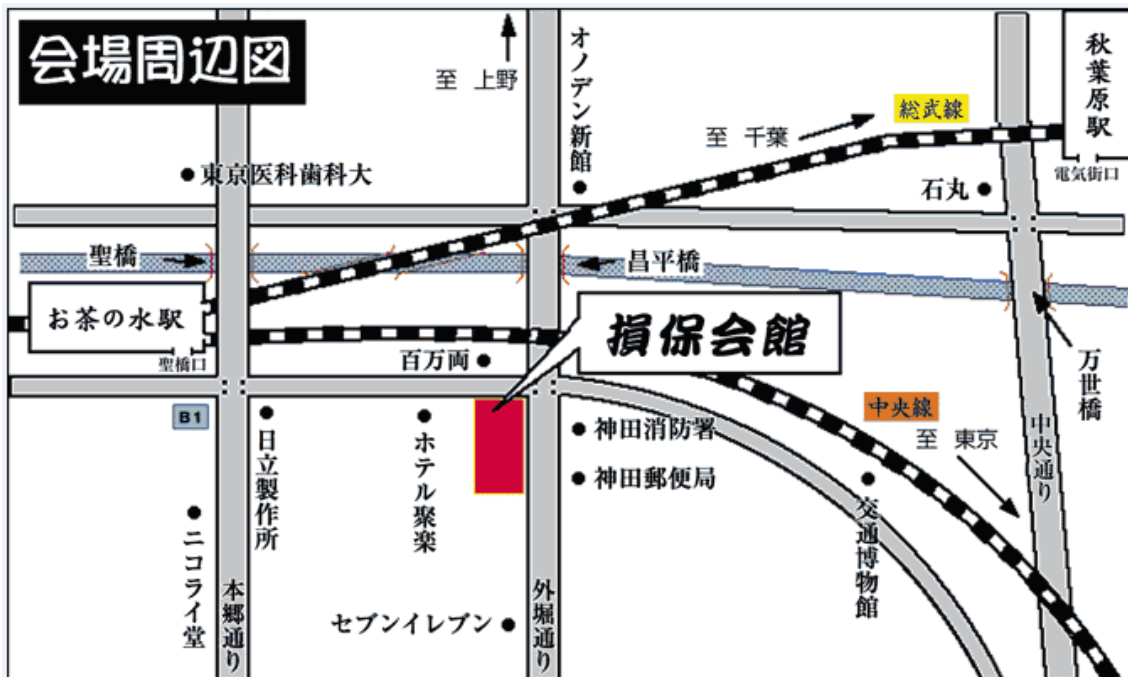 会場周辺図
至 上野
オノデン新館
総武線
至 千葉
秋葉原駅
電気街口
東京医科歯科大
石丸
聖橋
昌平橋
お茶の水駅
聖橋口
百万両
損保会館
万世橋
B1
日立製作所
ホテル聚楽
神田消防署
神田郵便局
中央線
至 東京
中央通り
交通博物館
ニコライ堂
本郷通り
セブンイレブン
外堀通り